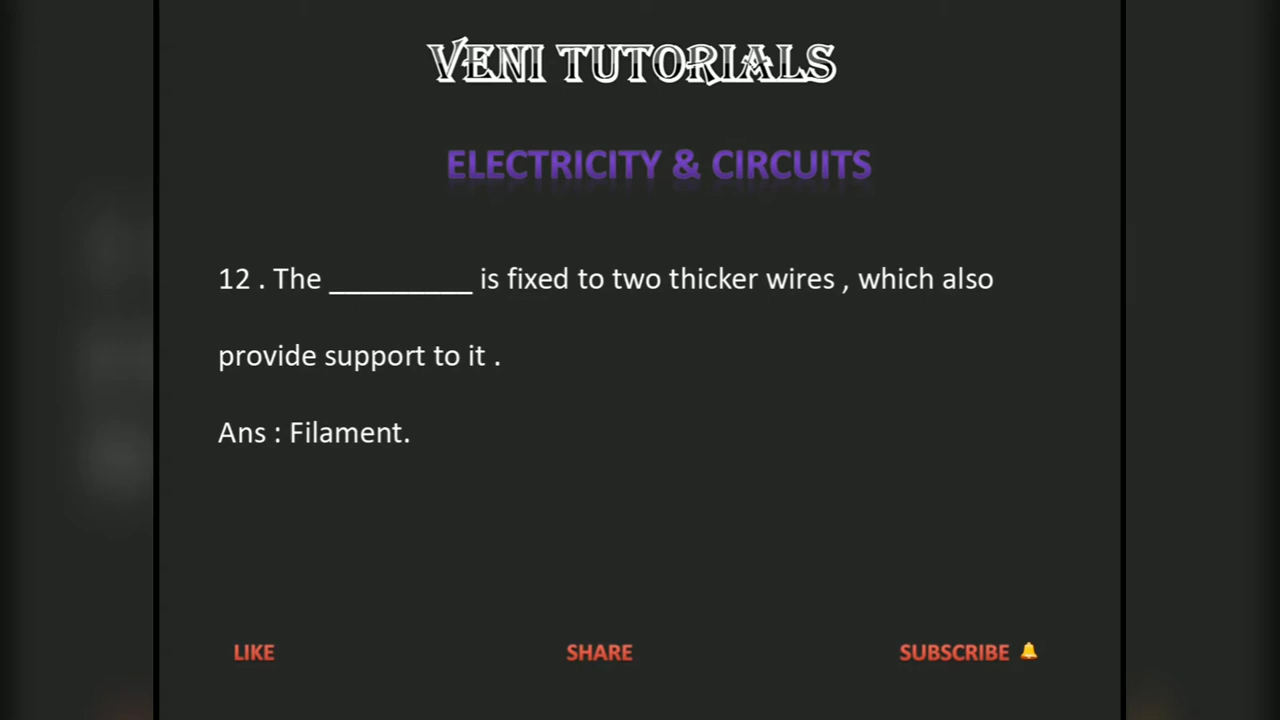 VENI TUTORIALS
ELECTRICITY & CIRCUITS
12 . The _________ is fixed to two thicker wires , which also
provide support to it .
Ans : Filament.
LIKE SHARE SUBSCRIBE 🔔